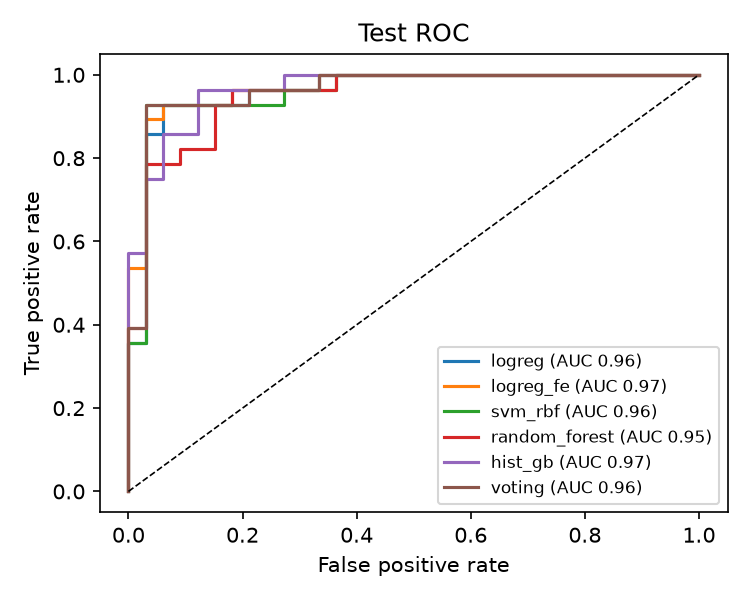 Test ROC
True positive rate
1.0
0.8
0.6
0.4
0.2
0.0
logreg (AUC 0.96)
logreg_fe (AUC 0.97)
svm_rbf (AUC 0.96)
random_forest (AUC 0.95)
hist_gb (AUC 0.97)
voting (AUC 0.96)
0.0 0.2 0.4 0.6 0.8 1.0
False positive rate